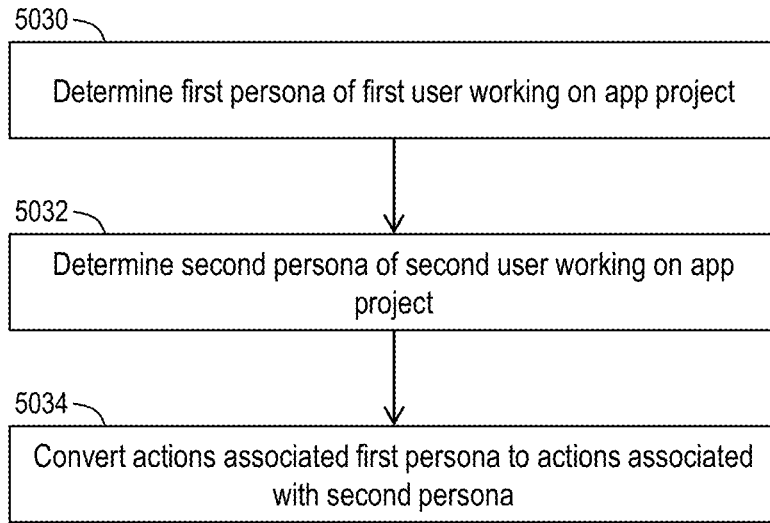 5030
Determine first persona of first user working on app project
5032
Determine second persona of second user working on app
project
5034
Convert actions associated first persona to actions associated
with second persona